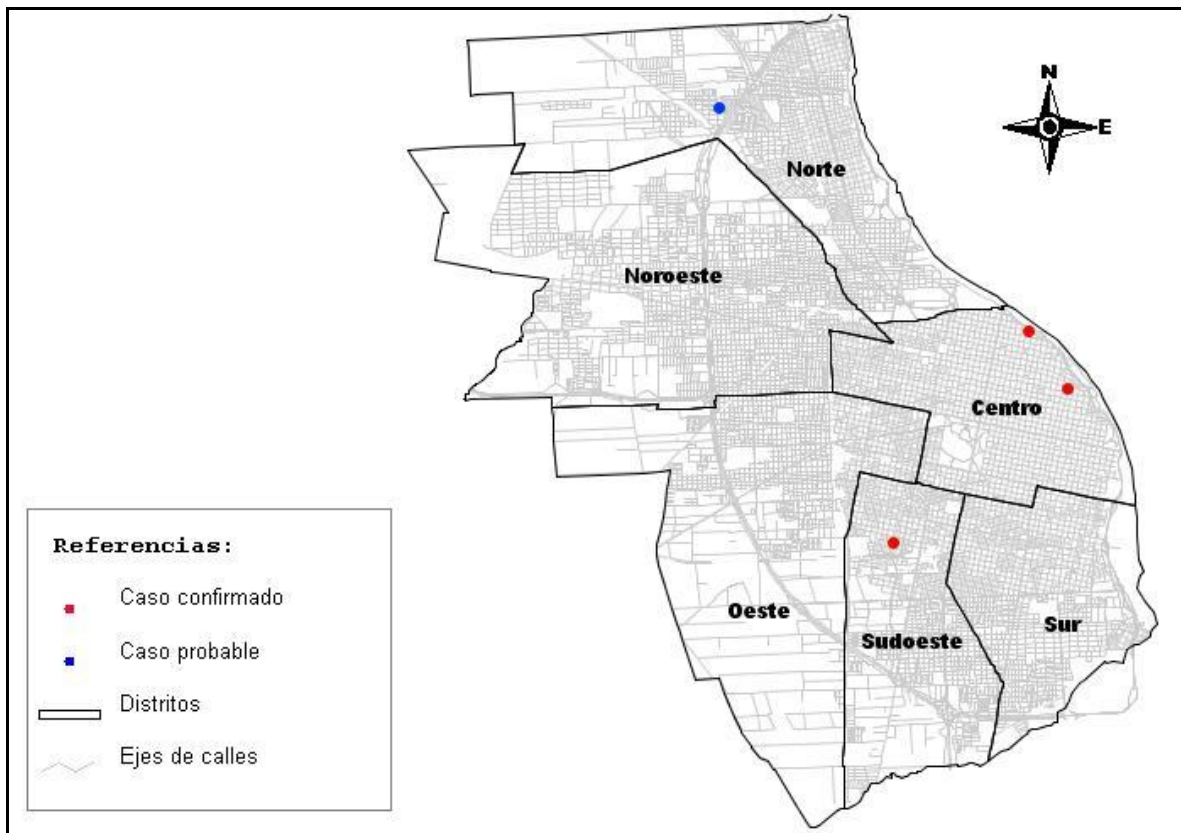 N
E
Norte
Noroeste
Centro
Oeste
Sudoeste
Sur
Referencias:
Caso confirmado
Caso probable
Distritos
Ejes de calles